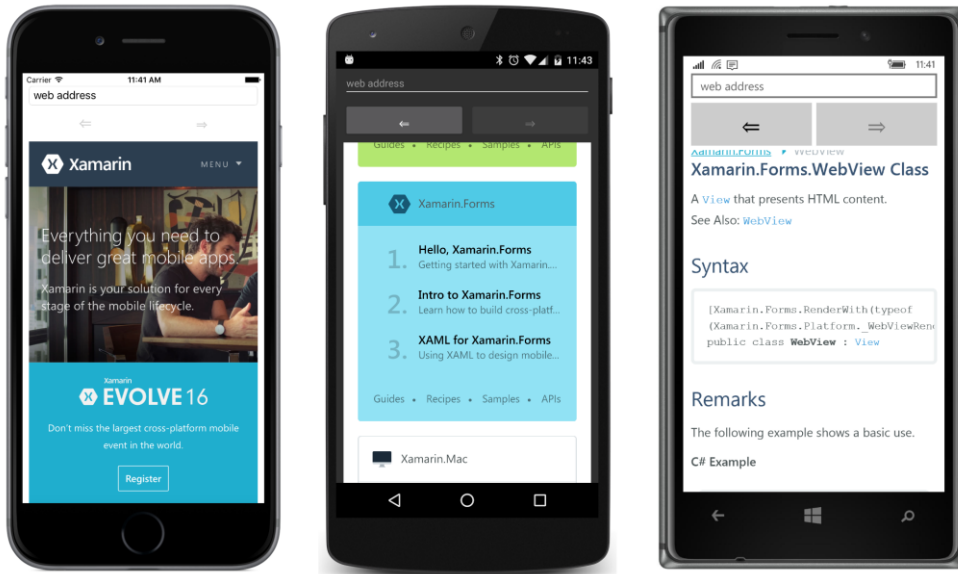 Carrier 11:41 AM
web address
⇐ ⇒
Xamarin MENU
Everything you need to
deliver great mobile apps.
Xamarin is your solution for every
stage of the mobile lifecycle.
Xamarin
EVOLVE 16
Don't miss the largest cross-platform mobile
event in the world.
Register
11:43
web address
⇐ ⇒
Guides • Recipes • Samples • APIs
Xamarin.Forms
1. Hello, Xamarin.Forms
Getting started with Xamarin....
2. Intro to Xamarin.Forms
Learn how to build cross-platf...
3. XAML for Xamarin.Forms
Using XAML to design mobile...
Guides • Recipes • Samples • APIs
Xamarin.Mac
11:41
web address
⇐ ⇒
Xamarin.Forms WebView
Xamarin.Forms.WebView Class
A View that presents HTML content.
See Also: WebView
Syntax
[Xamarin.Forms.RenderWith(typeof
(Xamarin.Forms.Platform._WebViewRend
public class WebView : View
Remarks
The following example shows a basic use.
C# Example